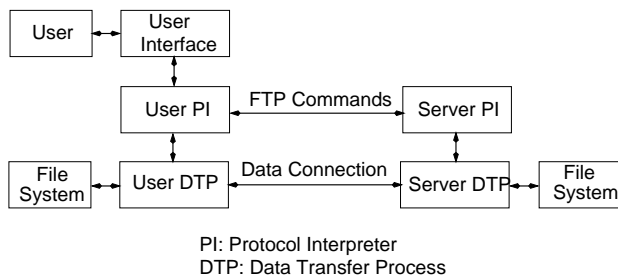 User
User
Interface
User PI
FTP Commands
Server PI
File
System
User DTP
Data Connection
Server DTP
File
System
PI: Protocol Interpreter
DTP: Data Transfer Process